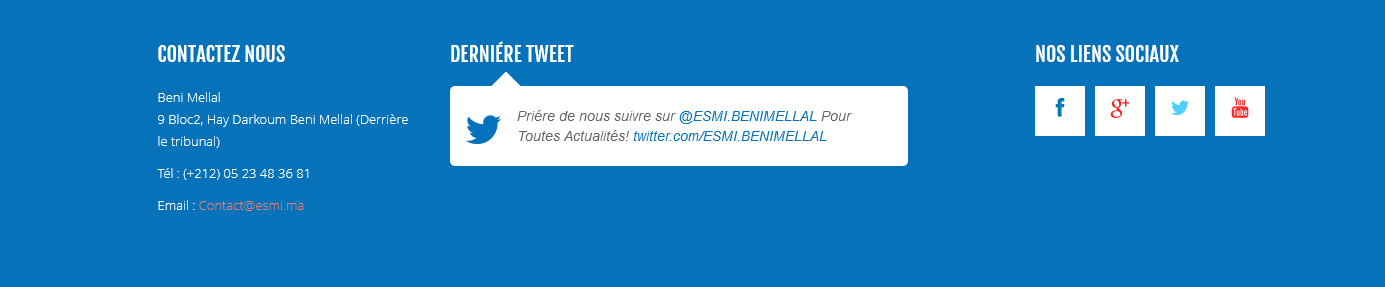 CONTACTEZ NOUS
Beni Mellal
9 Bloc2, Hay Darkoum Beni Mellal (Derrière
le tribunal)
Tél : (+212) 05 23 48 36 81
Email : Contact@esmi.ma
DERNIÉRE TWEET
Priére de nous suivre sur @ESMI.BENIMELLAL Pour
Toutes Actualités! twitter.com/ESMI.BENIMELLAL
NOS LIENS SOCIAUX
f
g+
You
Tube